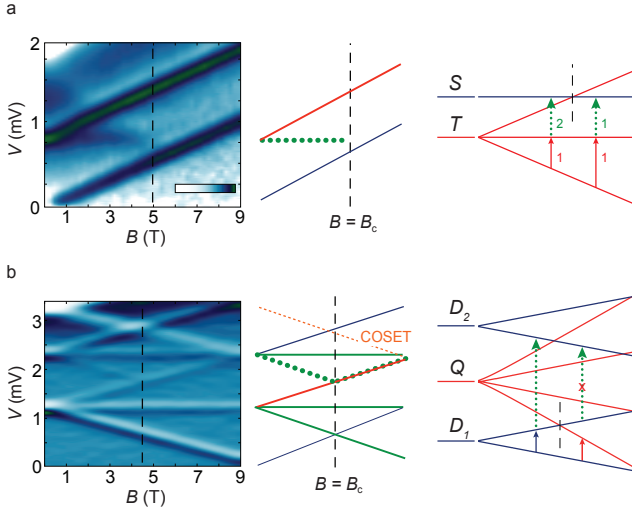 a
2
1
0
V (mV)
1 3 5 7 9
B (T)
B = Bc
S
T
2
1
1
1
b
3
2
1
0
V (mV)
1 3 5 7 9
B (T)
COSET
B = Bc
D2
Q
D1
x